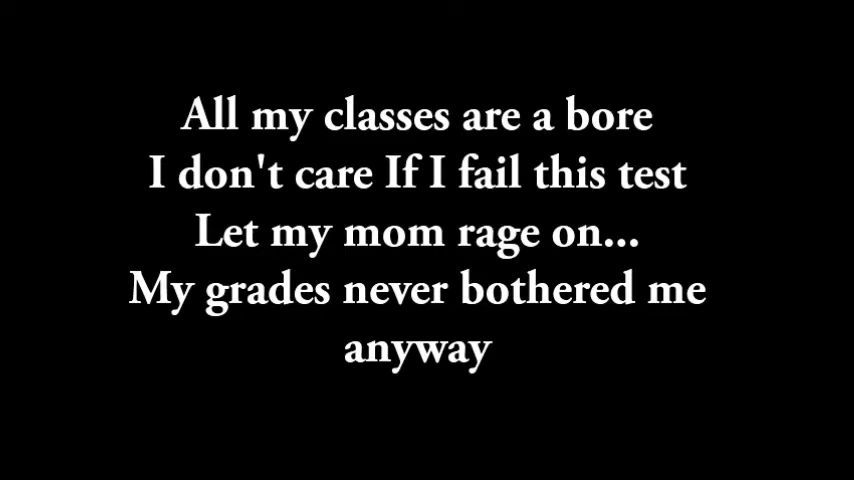 All my classes are a bore
I don't care If I fail this test
Let my mom rage on...
My grades never bothered me
anyway